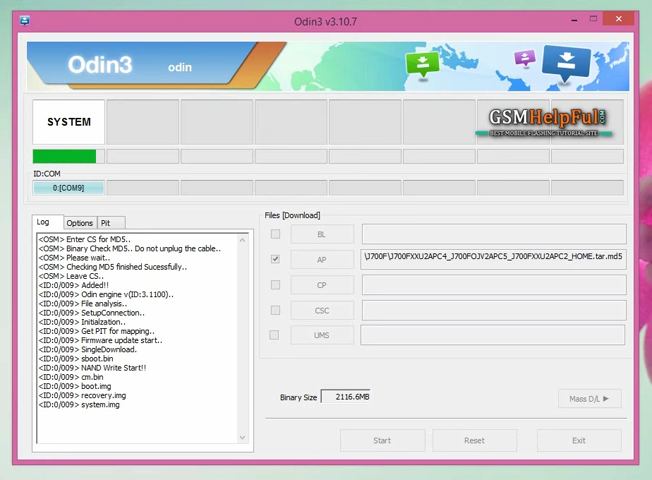 Odin3 v3.10.7
Odin3 odin
SYSTEM
GSMHelpFul.COM
BEST MOBILE FLASHING TUTORIAL SITE
ID:COM
0:[COM9]
Log Options Pit
<OSM> Enter CS for MD5..
<OSM> Binary Check MD5.. Do not unplug the cable..
<OSM> Please wait..
<OSM> Checking MD5 finished Sucessfully..
<OSM> Leave CS..
<ID:0/009> Added!!
<ID:0/009> Odin engine v(ID:3.1100)..
<ID:0/009> File analysis..
<ID:0/009> SetupConnection..
<ID:0/009> Initialzation..
<ID:0/009> Get PIT for mapping..
<ID:0/009> Firmware update start..
<ID:0/009> SingleDownload.
<ID:0/009> sboot.bin
<ID:0/009> NAND Write Start!!
<ID:0/009> cm.bin
<ID:0/009> boot.img
<ID:0/009> recovery.img
<ID:0/009> system.img
Files [Download]
BL
AP \J700F\J700FXXU2APC4_J700FOJV2APC5_J700FXXU2APC2_HOME.tar.md5
CP
CSC
UMS
Binary Size 2116.6MB
Mass D/L ▶
Start Reset Exit